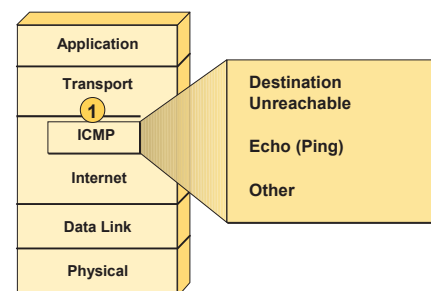 Application
Transport
1
ICMP
Internet
Data Link
Physical
Destination
Unreachable
Echo (Ping)
Other